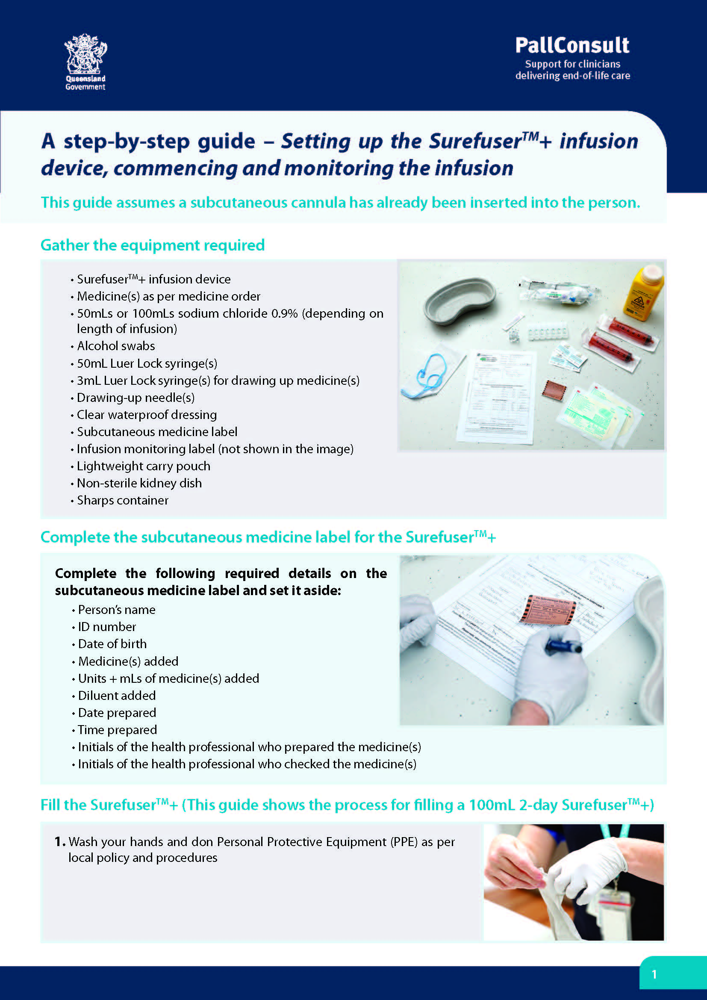 Queensland
Government
PallConsult
Support for clinicians
delivering end-of-life care
A step-by-step guide – Setting up the Surefuser™+ infusion
device, commencing and monitoring the infusion
This guide assumes a subcutaneous cannula has already been inserted into the person.
Gather the equipment required
• Surefuser™+ infusion device
• Medicine(s) as per medicine order
• 50mLs or 100mLs sodium chloride 0.9% (depending on
length of infusion)
• Alcohol swabs
• 50mL Luer Lock syringe(s)
• 3mL Luer Lock syringe(s) for drawing up medicine(s)
• Drawing-up needle(s)
• Clear waterproof dressing
• Subcutaneous medicine label
• Infusion monitoring label (not shown in the image)
• Lightweight carry pouch
• Non-sterile kidney dish
• Sharps container
DANGER
Complete the subcutaneous medicine label for the Surefuser™+
Complete the following required details on the
subcutaneous medicine label and set it aside:
• Person’s name
• ID number
• Date of birth
• Medicine(s) added
• Units + mLs of medicine(s) added
• Diluent added
• Date prepared
• Time prepared
• Initials of the health professional who prepared the medicine(s)
• Initials of the health professional who checked the medicine(s)
For Subcutaneous Use Only
Fill the Surefuser™+ (This guide shows the process for filling a 100mL 2-day Surefuser™+)
1. Wash your hands and don Personal Protective Equipment (PPE) as per
local policy and procedures
1